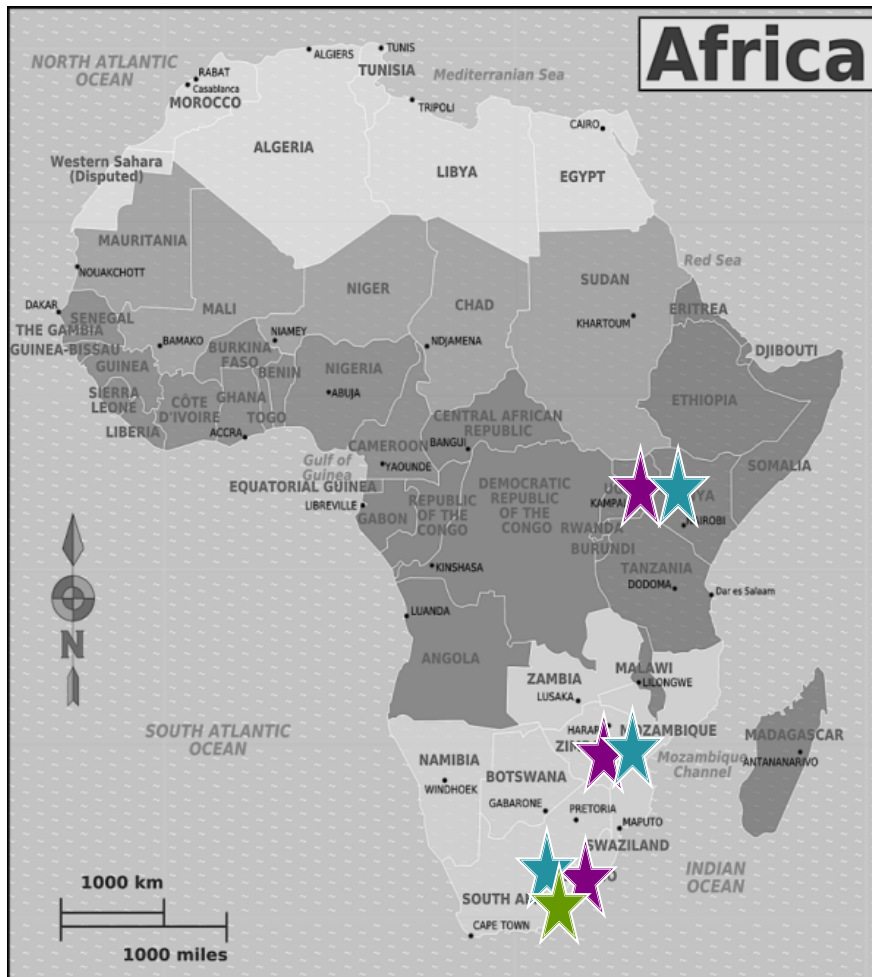 Africa
NORTH ATLANTIC
OCEAN
ALGIERS
TUNIS
RABAT
Casablanca
MOROCCO
TUNISIA
Mediterranean Sea
TRIPOLI
CAIRO
ALGERIA
Western Sahara
(Disputed)
LIBYA
EGYPT
MAURITANIA
NOUAKCHOTT
Red Sea
NIGER
SUDAN
DAKAR
SENEGAL
MALI
CHAD
KHARTOUM
ERITREA
THE GAMBIA
GUINEA-BISSAU
BAMAKO
NIAMEY
BURKINA
FASO
NDJAMENA
DJIBOUTI
GUINEA
BENIN
NIGERIA
ABUJA
SIERRA
LEONE
CÔTE
D'IVOIRE
GHANA
TOGO
ETHIOPIA
LIBERIA
ACCRA
CENTRAL AFRICAN
REPUBLIC
CAMEROON
BANGUI
YAOUNDE
Gulf of
Guinea
SOMALIA
EQUATORIAL GUINEA
LIBREVILLE
GABON
REPUBLIC
OF THE
CONGO
DEMOCRATIC
REPUBLIC
OF THE
CONGO
RWANDA
BURUNDI
KINSHASA
TANZANIA
DODOMA
Dar es Salaam
LUANDA
N
ANGOLA
ZAMBIA
MALAWI
LILONGWE
LUSAKA
SOUTH ATLANTIC
OCEAN
MOZAMBIQUE
MADAGASCAR
ANTANANARIVO
Mozambique
Channel
NAMIBIA
WINDHOEK
BOTSWANA
GABARONE
PRETORIA
MAPUTO
SWAZILAND
INDIAN
OCEAN
1000 km
SOUTH
CAPE TOWN
1000 miles